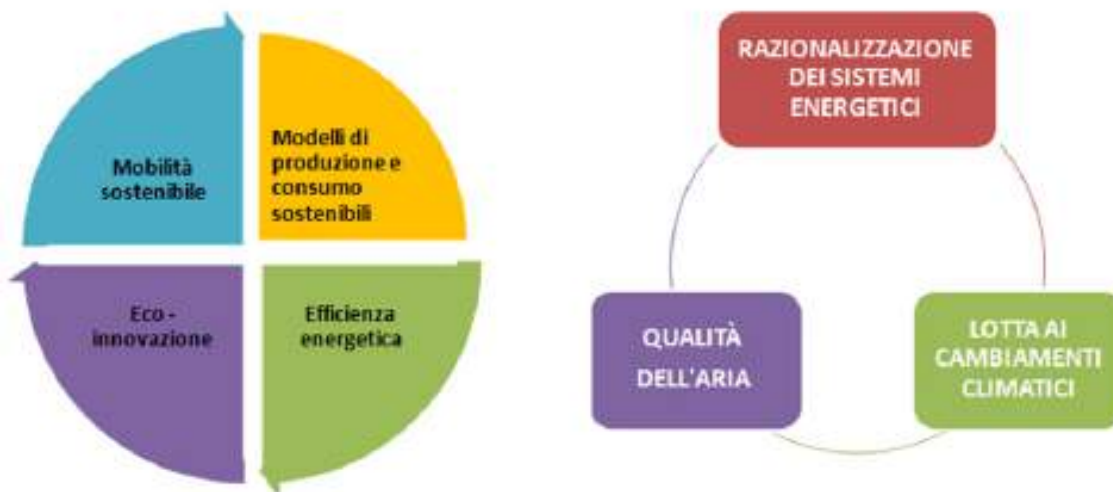 Mobilità
sostenibile
Modelli di
produzione e
consumo
sostenibili
Eco -
innovazione
Efficienza
energetica
RAZIONALIZZAZIONE
DEI SISTEMI
ENERGETICI
QUALITÀ
DELL'ARIA
LOTTA AI
CAMBIAMENTI
CLIMATICI